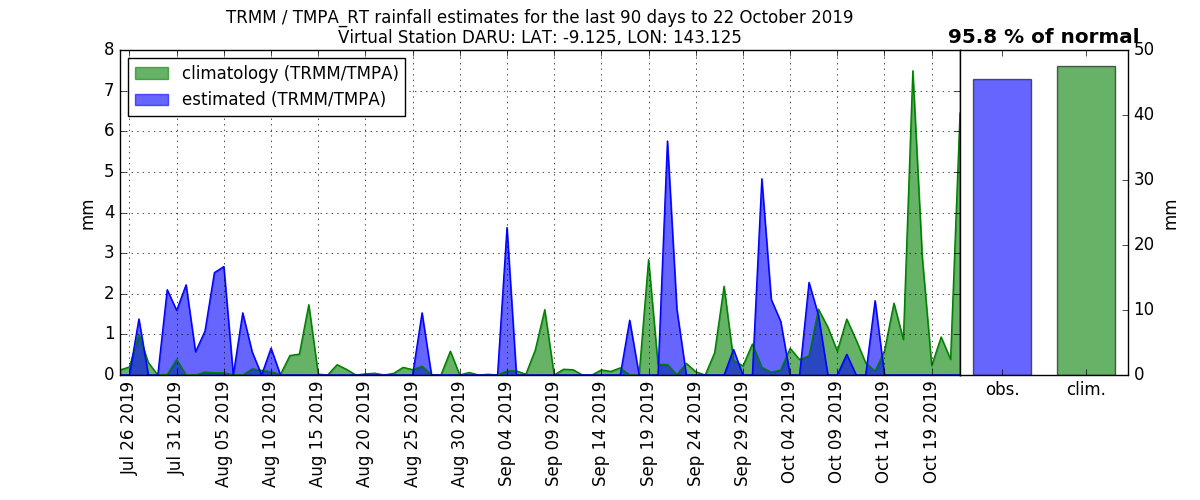 TRMM / TMPA_RT rainfall estimates for the last 90 days to 22 October 2019
Virtual Station DARU: LAT: -9.125, LON: 143.125
95.8 % of normal
climatology (TRMM/TMPA)
estimated (TRMM/TMPA)
8
7
6
5
4
3
2
1
0
mm
50
40
30
20
10
0
mm
Jul 26 2019
Jul 31 2019
Aug 05 2019
Aug 10 2019
Aug 15 2019
Aug 20 2019
Aug 25 2019
Aug 30 2019
Sep 04 2019
Sep 09 2019
Sep 14 2019
Sep 19 2019
Sep 24 2019
Sep 29 2019
Oct 04 2019
Oct 09 2019
Oct 14 2019
Oct 19 2019
obs.
clim.